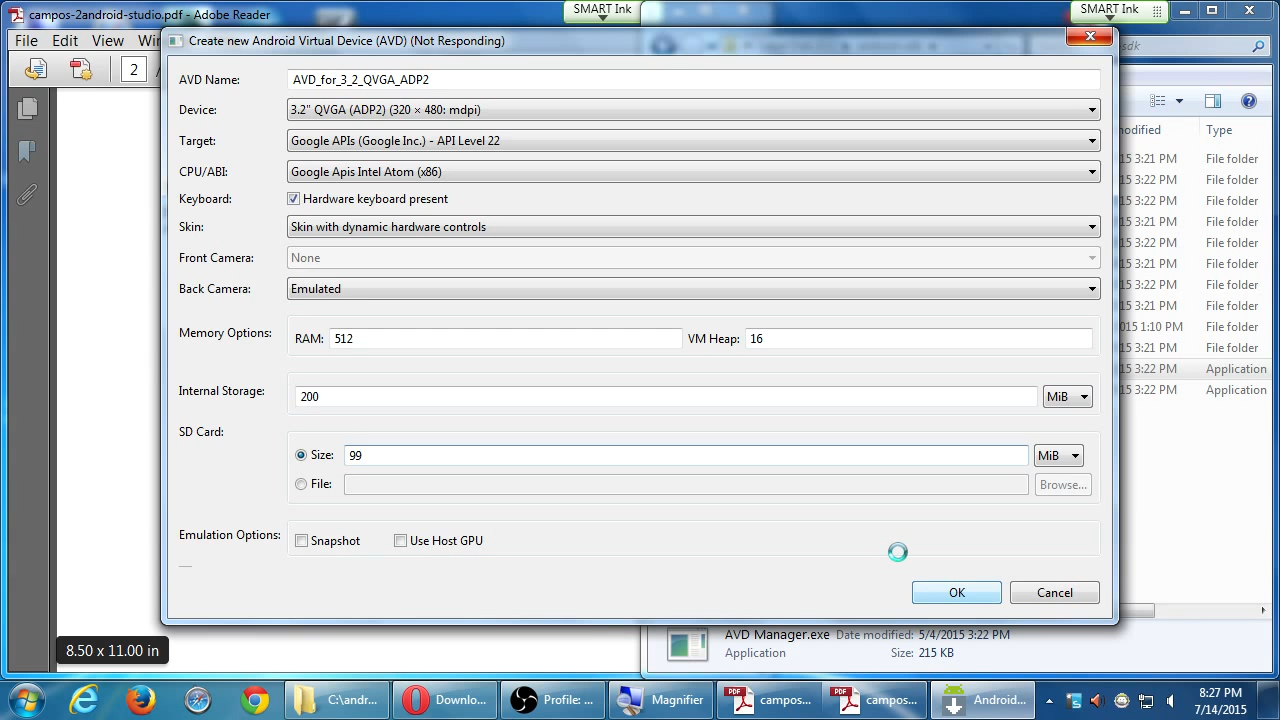 campos-2android-studio.pdf - Adobe Reader
SMART Ink
SMART Ink
File Edit View Win
Create new Android Virtual Device (AVD) (Not Responding)
sdk
2 /
AVD Name: AVD_for_3_2_QVGA_ADP2
Device: 3.2" QVGA (ADP2) (320 × 480: mdpi)
Target: Google APIs (Google Inc.) - API Level 22
CPU/ABI: Google Apis Intel Atom (x86)
Keyboard: Hardware keyboard present
Skin: Skin with dynamic hardware controls
Front Camera: None
Back Camera: Emulated
Memory Options: RAM: 512 VM Heap: 16
Internal Storage: 200 MiB
SD Card:
Size: 99 MiB
File: Browse...
Emulation Options: Snapshot Use Host GPU
OK Cancel
modified Type
15 3:21 PM File folder
15 3:22 PM File folder
15 3:22 PM File folder
15 3:21 PM File folder
15 3:22 PM File folder
15 3:21 PM File folder
15 3:22 PM File folder
15 3:21 PM File folder
015 1:10 PM File folder
15 3:21 PM File folder
15 3:22 PM Application
15 3:22 PM Application
8.50 x 11.00 in
AVD Manager.exe Date modified: 5/4/2015 3:22 PM
Application Size: 215 KB
C:\andr... Downlo... Profile: ... Magnifier PDF campos... PDF campos... Android...
8:27 PM
7/14/2015